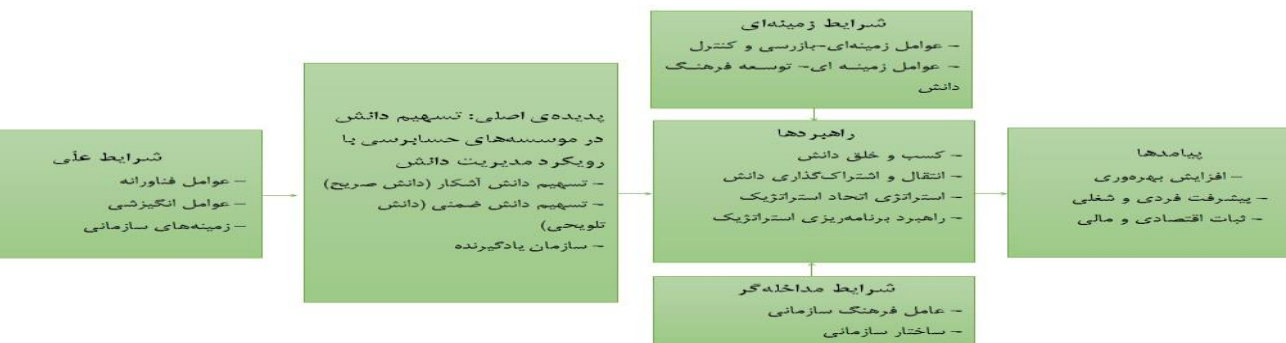 شرایط زمینه‌ای
– عوامل زمینه‌ای-بازرسی و کنترل
– عوامل زمینه ای- توسعه فرهنگ
دانش
پدیده‌ی اصلی: تسهیم دانش
در موسسه‌های حسابرسی با
رویکرد مدیریت دانش
– تسهیم دانش آشکار (دانش صریح)
– تسهیم دانش ضمنی (دانش
تلویحی)
– سازمان یادگیرنده
شرایط علّی
– عوامل فناورانه
– عوامل انگیزشی
– زمینه‌های سازمانی
راهبردها
– کسب و خلق دانش
– انتقال و اشتراک‌گذاری دانش
– استراتژی اتحاد استراتژیک
– راهبرد برنامه‌ریزی استراتژیک
پیامدها
– افزایش بهره‌وری
– پیشرفت فردی و شغلی
– ثبات اقتصادی و مالی
شرایط مداخله‌گر
– عامل فرهنگ سازمانی
– ساختار سازمانی